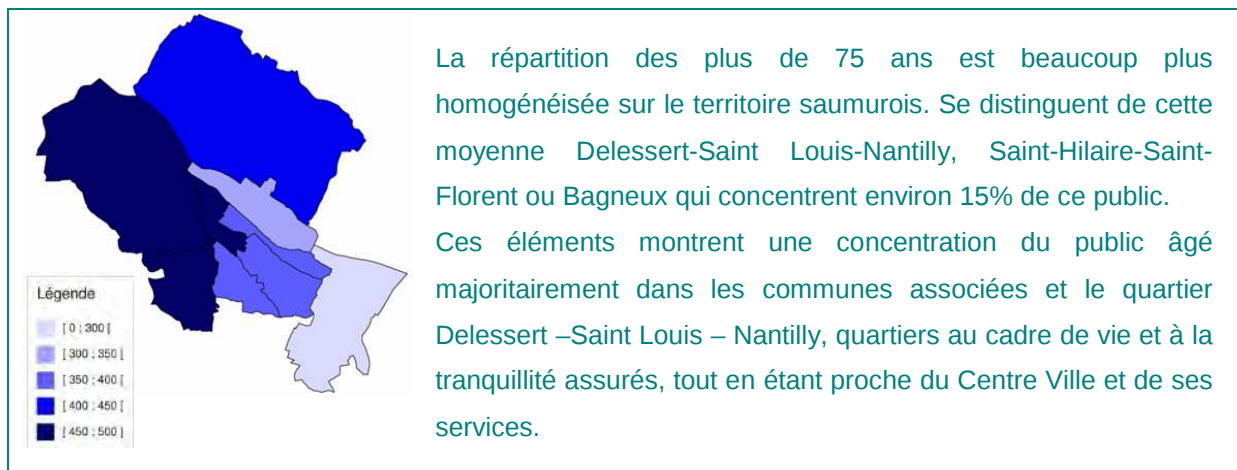 La répartition des plus de 75 ans est beaucoup plus
homogénéisée sur le territoire saumurois. Se distinguent de cette
moyenne Delessert-Saint Louis-Nantilly, Saint-Hilaire-Saint-
Florent ou Bagneux qui concentrent environ 15% de ce public.
Ces éléments montrent une concentration du public âgé
majoritairement dans les communes associées et le quartier
Delessert –Saint Louis – Nantilly, quartiers au cadre de vie et à la
tranquillité assurés, tout en étant proche du Centre Ville et de ses
services.
Légende
[ 0 ; 300 [
[ 300 ; 350 [
[ 350 ; 400 [
[ 400 ; 450 [
[ 450 ; 500 [